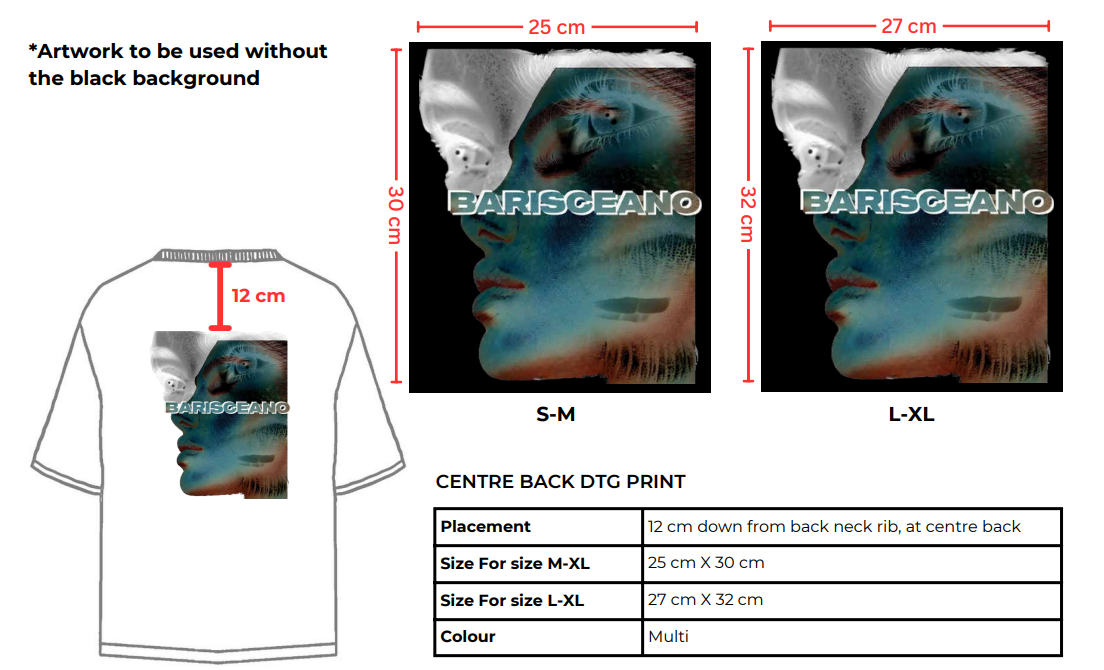 *Artwork to be used without
the black background
25 cm
30 cm
BARISCEANO
S-M
27 cm
32 cm
BARISCEANO
L-XL
12 cm
BARISCEANO
CENTRE BACK DTG PRINT
Placement 12 cm down from back neck rib, at centre back
Size For size M-XL 25 cm X 30 cm
Size For size L-XL 27 cm X 32 cm
Colour Multi